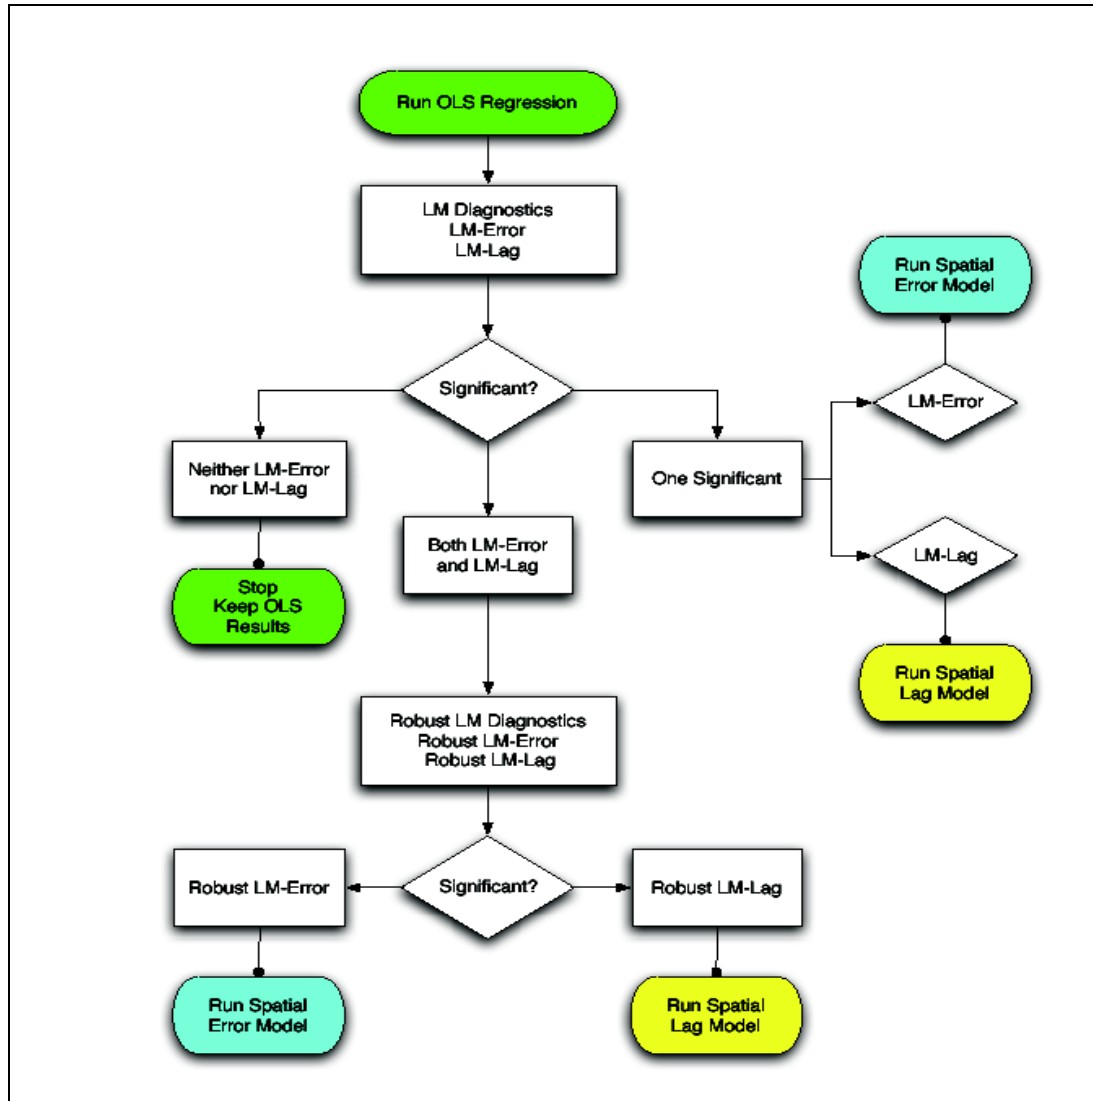 Run OLS Regression
LM Diagnostics
LM-Error
LM-Lag
Significant?
Run Spatial
Error Model
LM-Error
Neither LM-Error
nor LM-Lag
One Significant
Both LM-Error
and LM-Lag
LM-Lag
Stop
Keep OLS
Results
Run Spatial
Lag Model
Robust LM Diagnostics
Robust LM-Error
Robust LM-Lag
Robust LM-Error
Significant?
Robust LM-Lag
Run Spatial
Error Model
Run Spatial
Lag Model